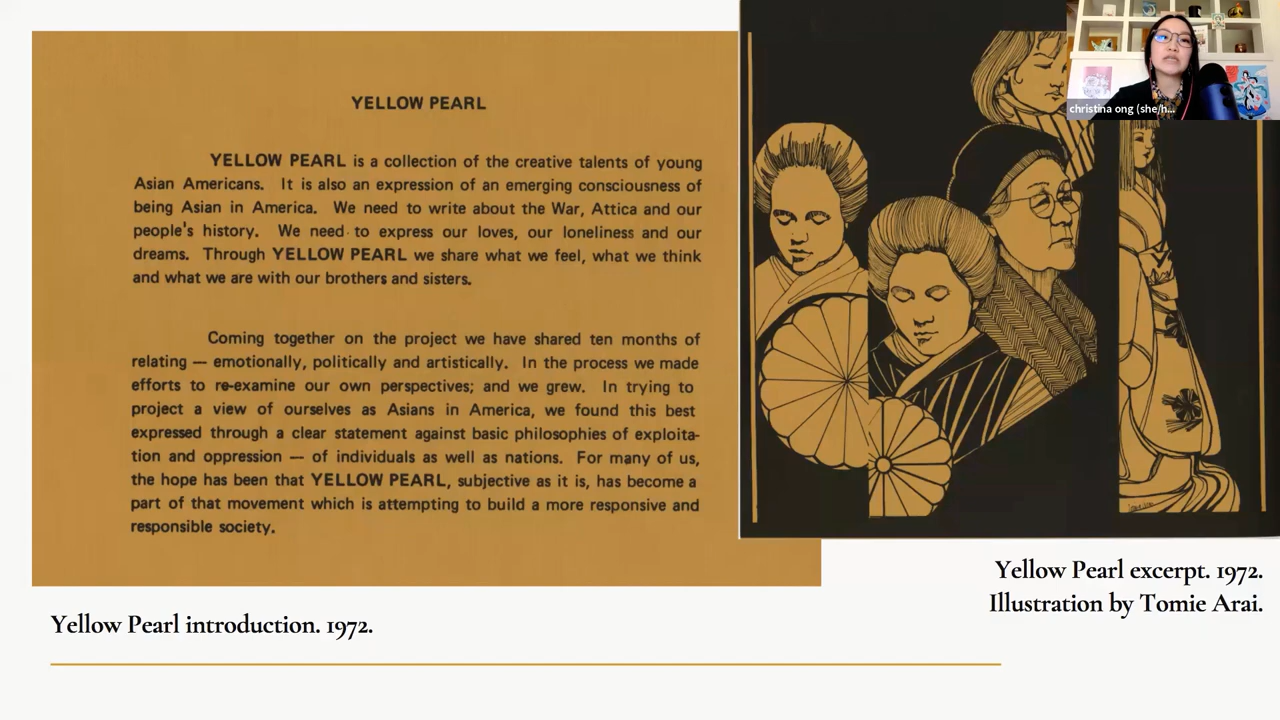 YELLOW PEARL
YELLOW PEARL is a collection of the creative talents of young
Asian Americans. It is also an expression of an emerging consciousness of
being Asian in America. We need to write about the War, Attica and our
people's history. We need to express our loves, our loneliness and our
dreams. Through YELLOW PEARL we share what we feel, what we think
and what we are with our brothers and sisters.
Coming together on the project we have shared ten months of
relating — emotionally, politically and artistically. In the process we made
efforts to re-examine our own perspectives; and we grew. In trying to
project a view of ourselves as Asians in America, we found this best
expressed through a clear statement against basic philosophies of exploita-
tion and oppression — of individuals as well as nations. For many of us,
the hope has been that YELLOW PEARL, subjective as it is, has become a
part of that movement which is attempting to build a more responsive and
responsible society.
Yellow Pearl introduction. 1972.
christina ong (she/h...
Yellow Pearl excerpt. 1972.
Illustration by Tomie Arai.